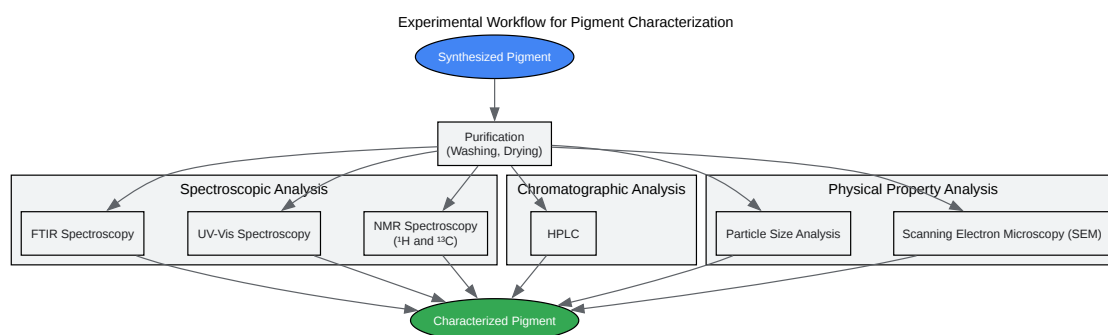 Experimental Workflow for Pigment Characterization
Synthesized Pigment
Purification
(Washing, Drying)
Spectroscopic Analysis
Chromatographic Analysis
Physical Property Analysis
FTIR Spectroscopy
UV-Vis Spectroscopy
NMR Spectroscopy
(¹H and ¹³C)
HPLC
Particle Size Analysis
Scanning Electron Microscopy (SEM)
Characterized Pigment